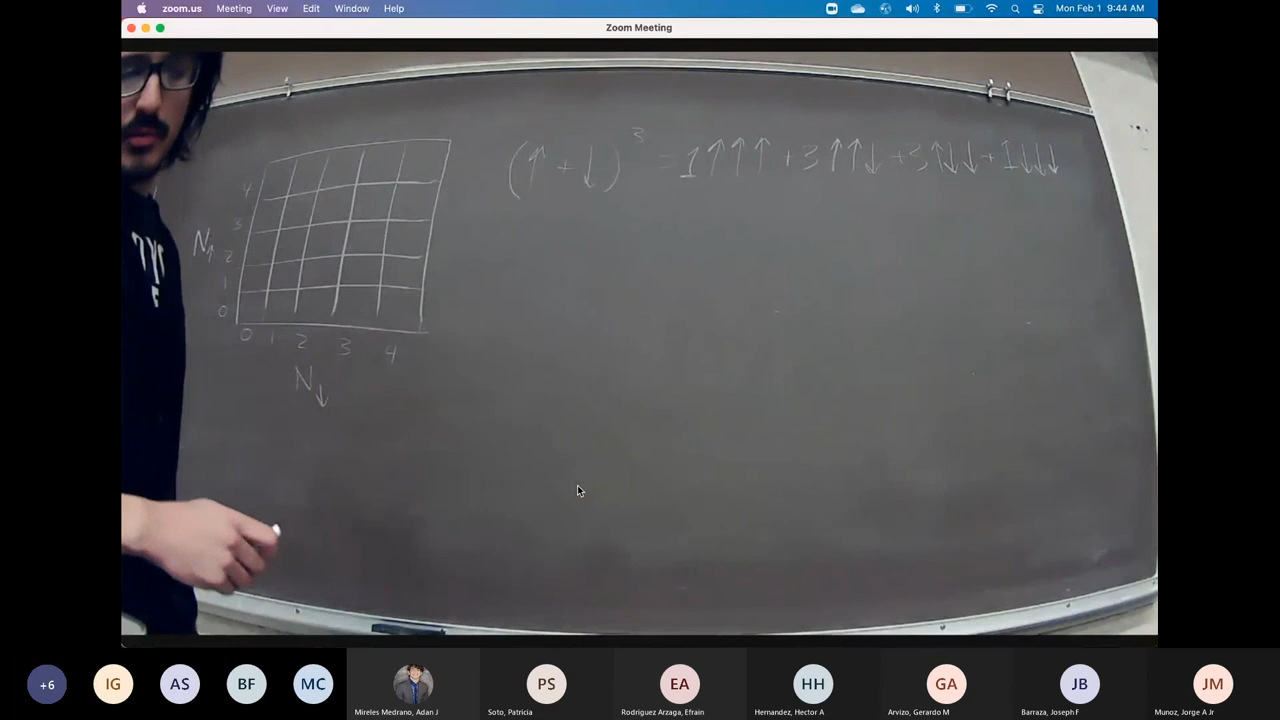 zoom.us Meeting View Edit Window Help Mon Feb 1 9:44 AM
Zoom Meeting
(↑ + ↓)³ = 1↑↑↑ + 3↑↑↓ + 3↑↓↓ + 1↓↓↓
4
3
N↑ 2
1
0
0 1 2 3 4
N↓
+6 IG AS BF MC PS EA HH GA JB JM
Mireles Medrano, Adan J Soto, Patricia Rodriguez Arzaga, Efrain Hernandez, Hector A Arvizo, Gerardo M Barraza, Joseph F Munoz, Jorge A Jr